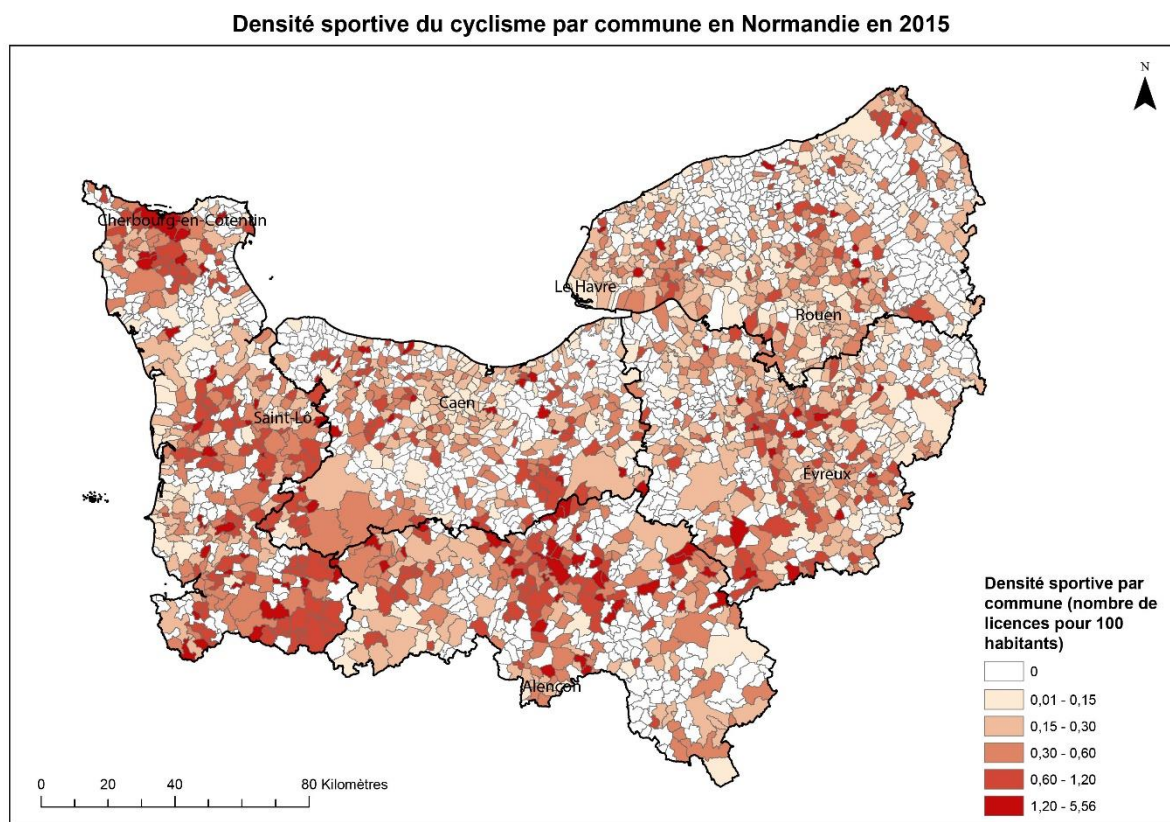 Densité sportive du cyclisme par commune en Normandie en 2015
N
Cherbourg-en-Cotentin
Le Havre
Rouen
Caen
Saint-Lô
Évreux
Alençon
Densité sportive par
commune (nombre de
licences pour 100
habitants)
0
0,01 - 0,15
0,15 - 0,30
0,30 - 0,60
0,60 - 1,20
1,20 - 5,56
0 20 40 80 Kilomètres